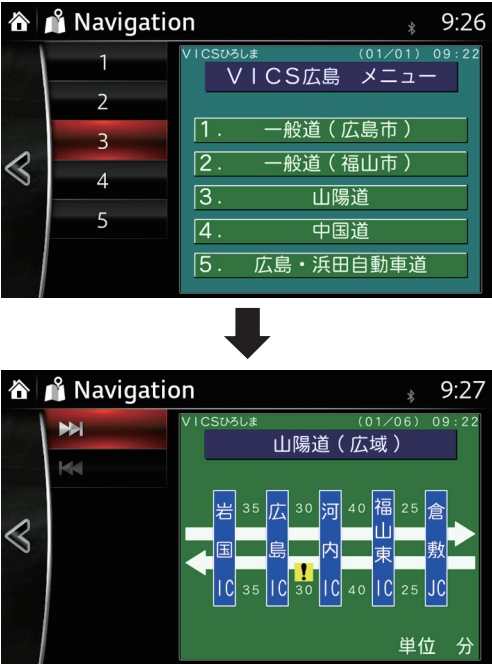 Navigation 9:26
1
2
3
4
5
VICSひろしま (01/01) 09:22
VICS広島 メニュー
1. 一般道(広島市)
2. 一般道(福山市)
3. 山陽道
4. 中国道
5. 広島・浜田自動車道
Navigation 9:27
VICSひろしま (01/06) 09:22
山陽道(広域)
岩国IC 35 広島IC 30 河内IC 40 福山東IC 25 倉敷JC
35 30 40 25
単位 分